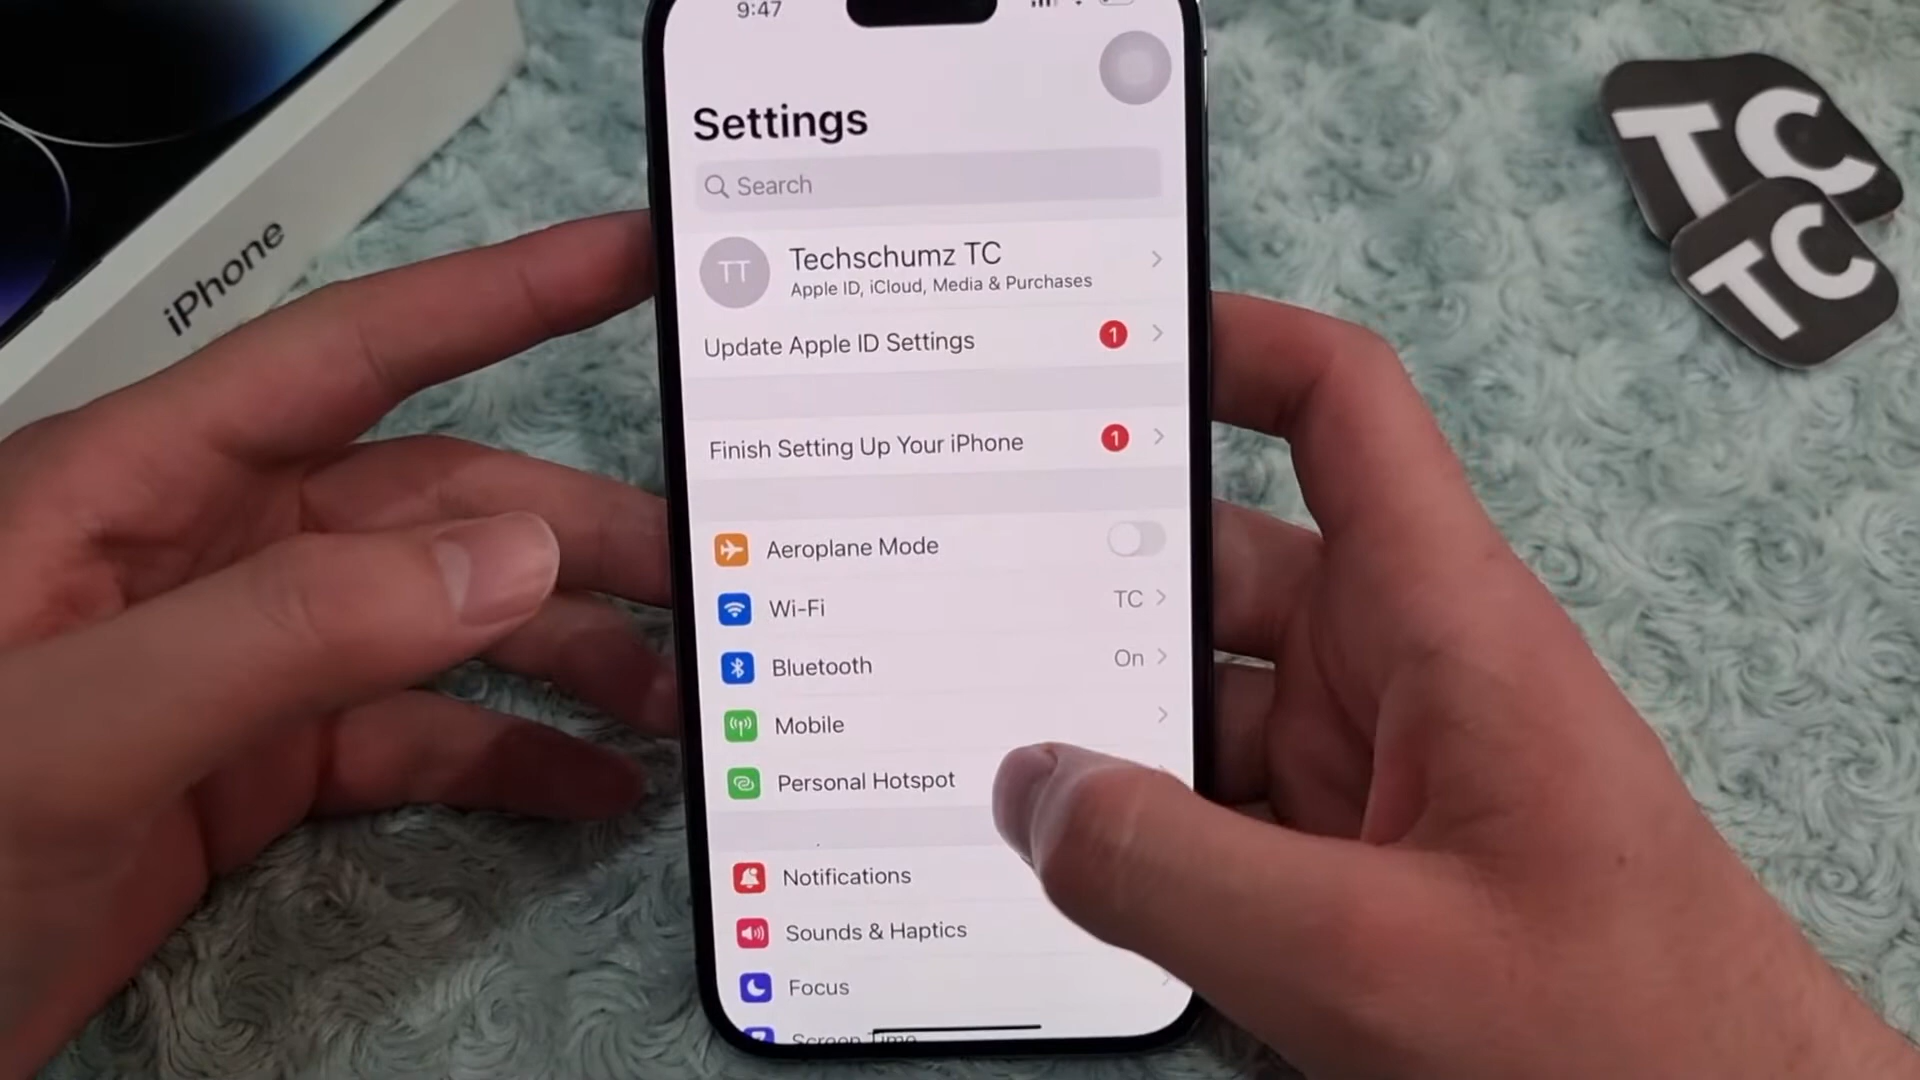 9:47
Settings
Search
TT
Techschumz TC
Apple ID, iCloud, Media & Purchases
Update Apple ID Settings 1
Finish Setting Up Your iPhone 1
Aeroplane Mode
Wi-Fi TC
Bluetooth On
Mobile
Personal Hotspot
Notifications
Sounds & Haptics
Focus
Screen Time
iPhone
TC
TC